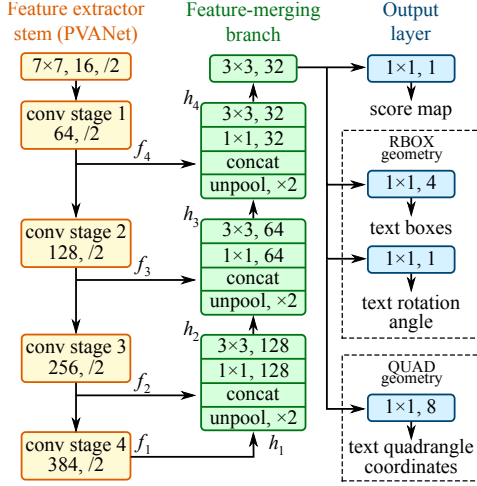 Feature extractor
stem (PVANet)
7×7, 16, /2
conv stage 1
64, /2
f4
conv stage 2
128, /2
f3
conv stage 3
256, /2
f2
conv stage 4
384, /2
f1
Feature-merging
branch
3×3, 32
h4
3×3, 32
1×1, 32
concat
unpool, ×2
h3
3×3, 64
1×1, 64
concat
unpool, ×2
h2
3×3, 128
1×1, 128
concat
unpool, ×2
h1
Output
layer
1×1, 1
score map
RBOX
geometry
1×1, 4
text boxes
1×1, 1
text rotation
angle
QUAD
geometry
1×1, 8
text quadrangle
coordinates